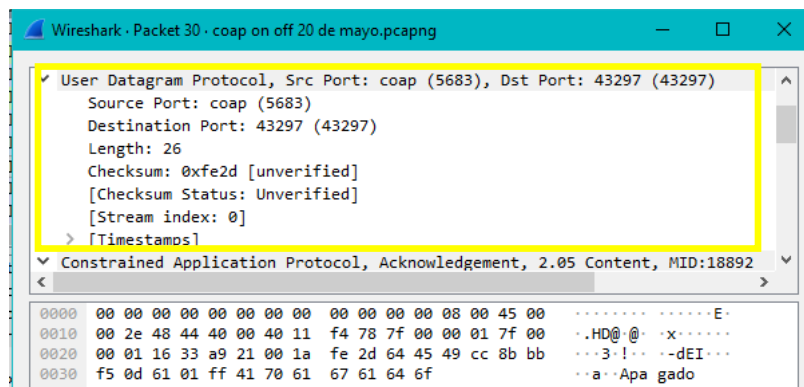 Wireshark · Packet 30 · coap on off 20 de mayo.pcapng
User Datagram Protocol, Src Port: coap (5683), Dst Port: 43297 (43297)
Source Port: coap (5683)
Destination Port: 43297 (43297)
Length: 26
Checksum: 0xfe2d [unverified]
[Checksum Status: Unverified]
[Stream index: 0]
[Timestamps]
Constrained Application Protocol, Acknowledgement, 2.05 Content, MID:18892
0000 00 00 00 00 00 00 00 00 00 00 00 00 08 00 45 00 ········ ······E·
0010 00 2e 48 44 40 00 40 11 f4 78 7f 00 00 01 7f 00 ·.HD@·@· ·x······
0020 00 01 16 33 a9 21 00 1a fe 2d 64 45 49 cc 8b bb ···3·!·· ·-dEI···
0030 f5 0d 61 01 ff 41 70 61 67 61 64 6f ··a··Apa gado